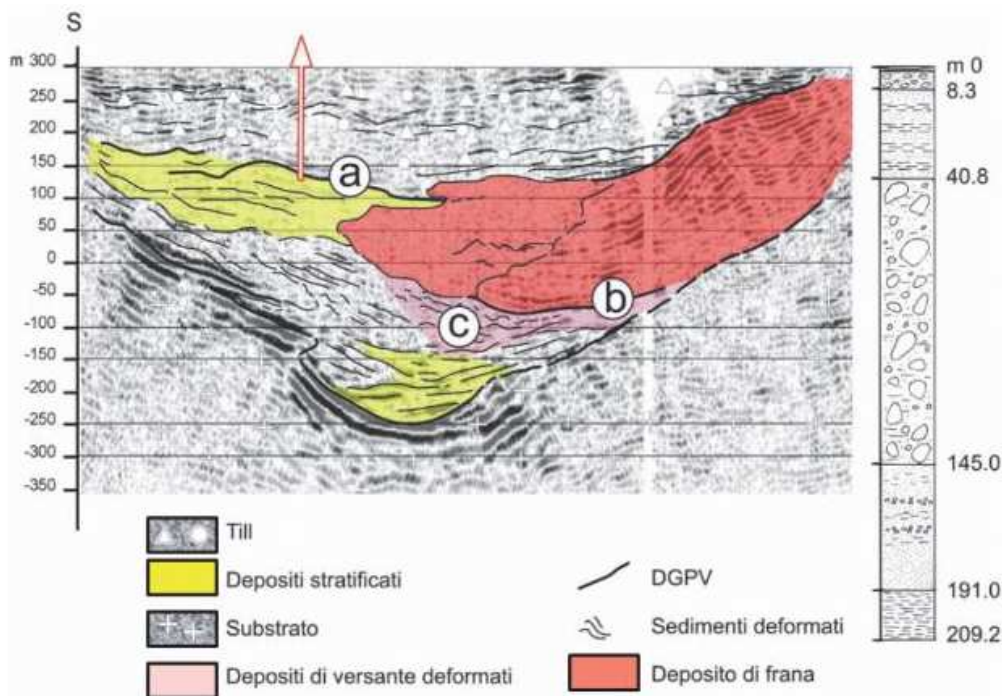 S
m 300
250
200
150
100
50
0
-50
-100
-150
-200
-250
-300
-350
a
b
c
m 0
8.3
40.8
145.0
191.0
209.2
Till
Depositi stratificati
Substrato
Depositi di versante deformati
DGPV
Sedimenti deformati
Deposito di frana